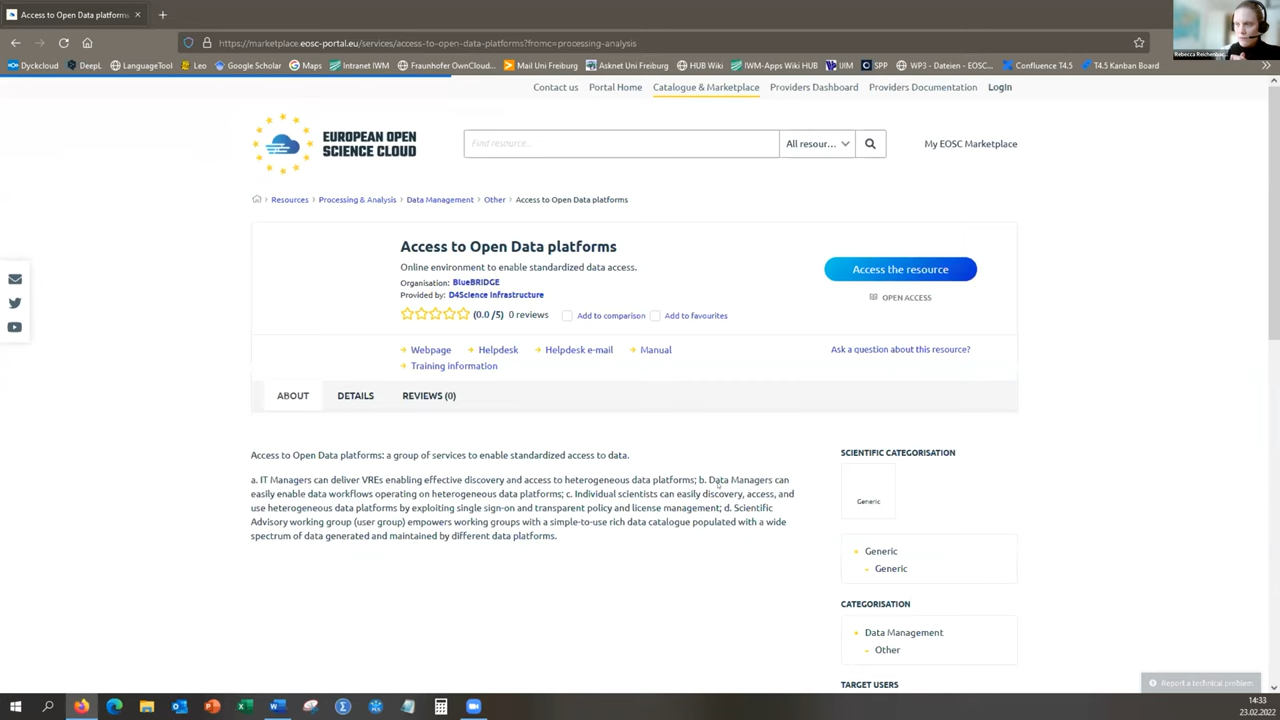 Access to Open Data platforms
https://marketplace.eosc-portal.eu/services/access-to-open-data-platforms?fromc=processing-analysis
Dyckcloud DeepL LanguageTool Leo Google Scholar Maps Intranet IWM Fraunhofer OwnClou... Mail Uni Freiburg Asknet Uni Freiburg HUB Wiki IWM-Apps Wiki HUB IJIM SPP WP3 - Dateien - EOSC... Confluence T4.5 T4.5 Kanban Board
Contact us Portal Home Catalogue & Marketplace Providers Dashboard Providers Documentation Login
EUROPEAN OPEN
SCIENCE CLOUD
Find resource...
All resour...
My EOSC Marketplace
Resources > Processing & Analysis > Data Management > Other > Access to Open Data platforms
Access to Open Data platforms
Online environment to enable standardized data access.
Organisation: BlueBRIDGE
Provided by: D4Science Infrastructure
(0.0 /5) 0 reviews Add to comparison Add to favourites
Access the resource
OPEN ACCESS
Webpage Helpdesk Helpdesk e-mail Manual
Training information
Ask a question about this resource?
ABOUT DETAILS REVIEWS (0)
Access to Open Data platforms: a group of services to enable standardized access to data.
a. IT Managers can deliver VREs enabling effective discovery and access to heterogeneous data platforms; b. Data Managers can
easily enable data workflows operating on heterogeneous data platforms; c. Individual scientists can easily discovery, access, and
use heterogeneous data platforms by exploiting single sign-on and transparent policy and license management; d. Scientific
Advisory working group (user group) empowers working groups with a simple-to-use rich data catalogue populated with a wide
spectrum of data generated and maintained by different data platforms.
SCIENTIFIC CATEGORISATION
Generic
Generic
Generic
CATEGORISATION
Data Management
Other
TARGET USERS
Report a technical problem
14:33
23.02.2022